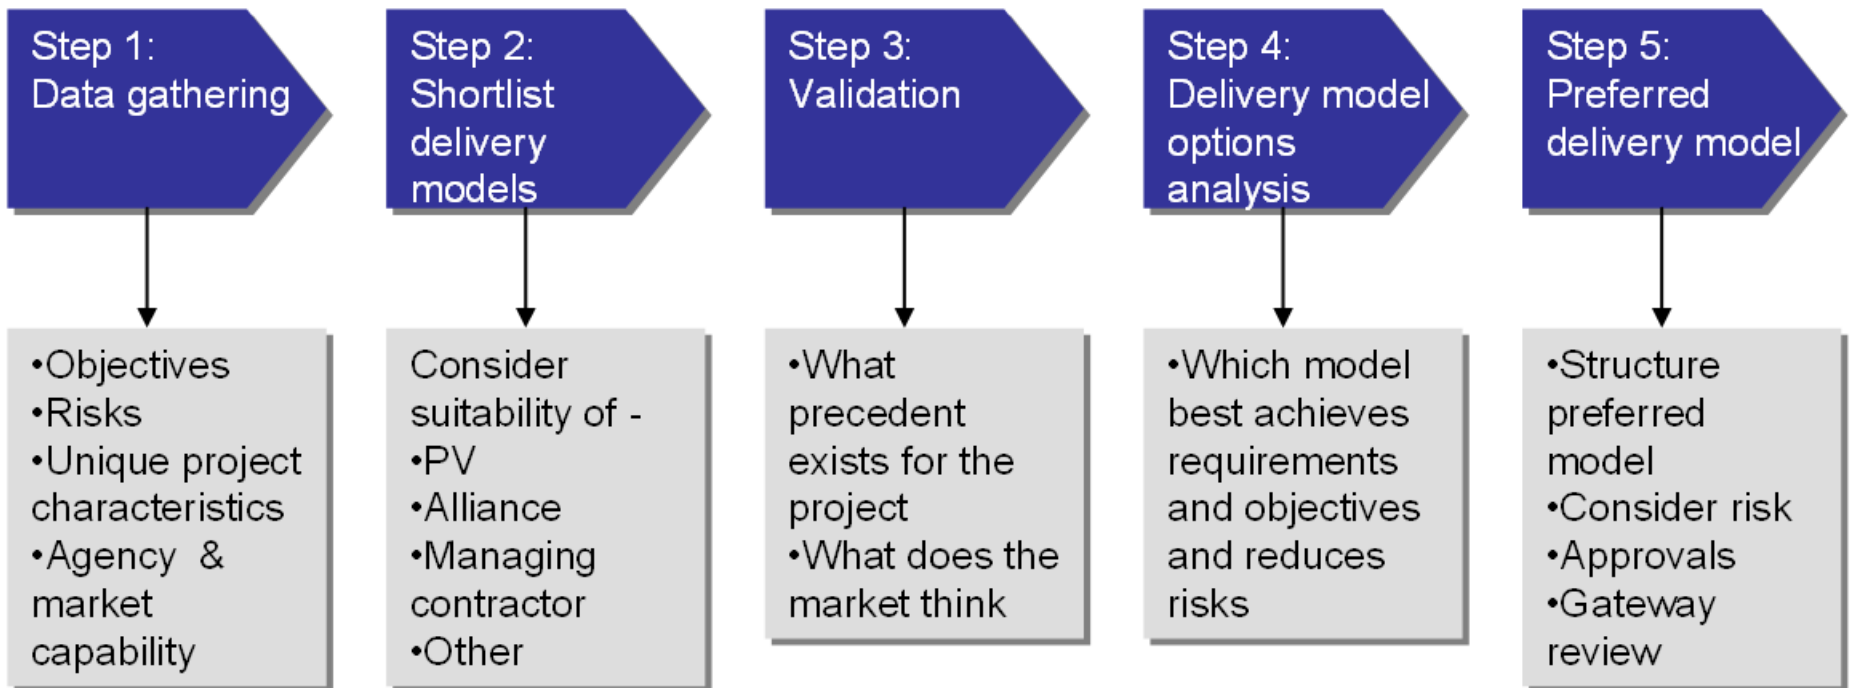 Step 1:
Data gathering
•Objectives
•Risks
•Unique project
characteristics
•Agency & 
market
capability
Step 2:
Shortlist
delivery
models
Consider
suitability of -
•PV
•Alliance
•Managing
contractor
•Other
Step 3:
Validation
•What
precedent
exists for the
project
•What does the
market think
Step 4:
Delivery model
options
analysis
•Which model
best achieves
requirements
and objectives
and reduces
risks
Step 5:
Preferred
delivery model
•Structure
preferred
model
•Consider risk
•Approvals
•Gateway
review